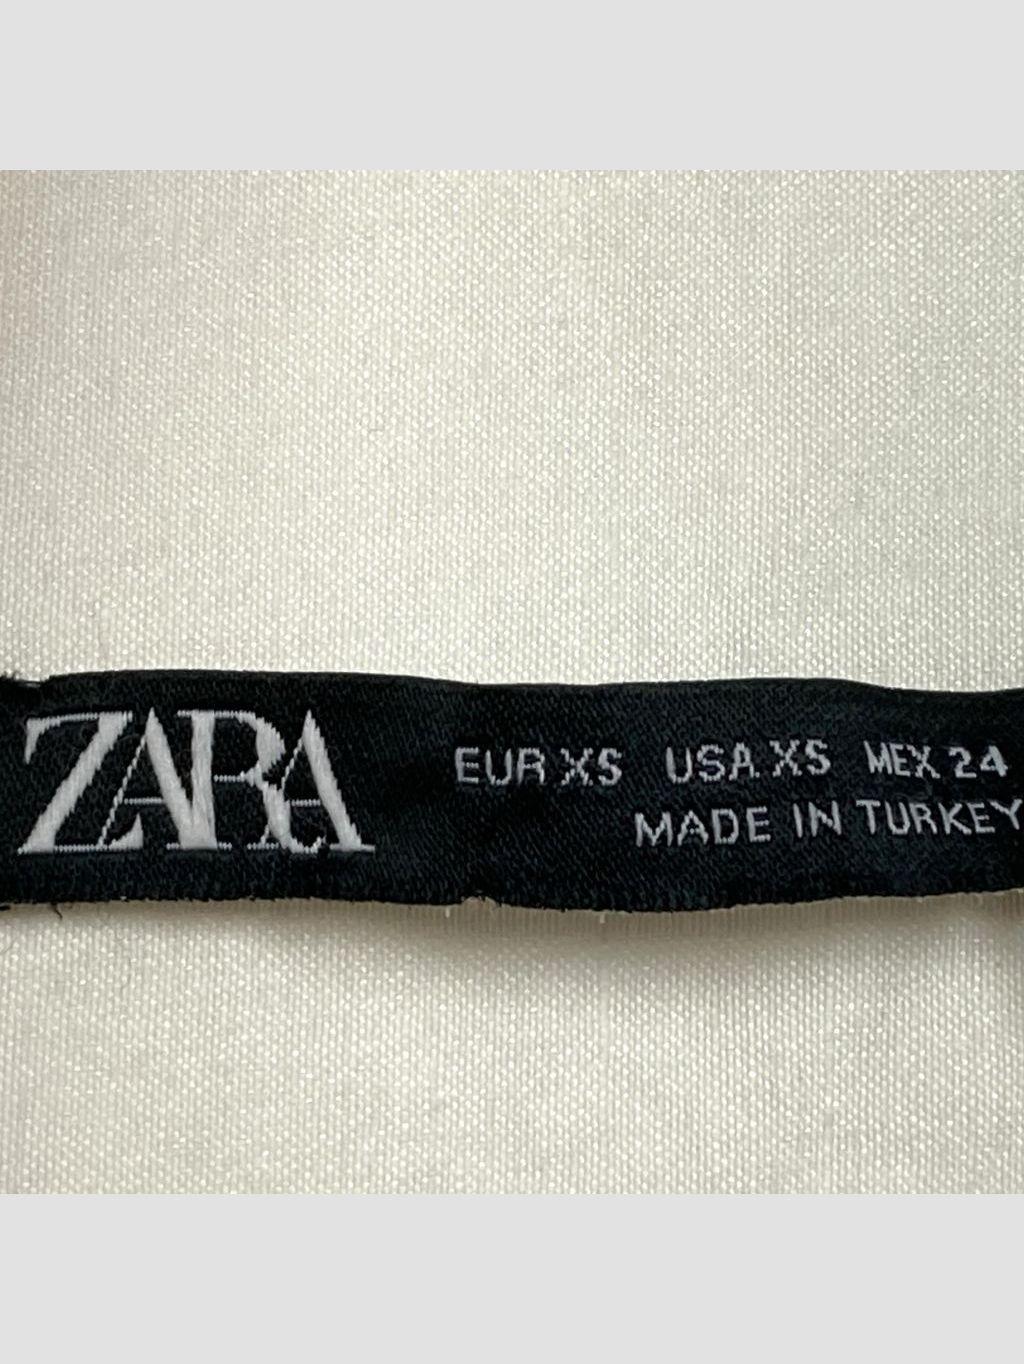 ZARA
EUR XS USA XS MEX 24
MADE IN TURKEY